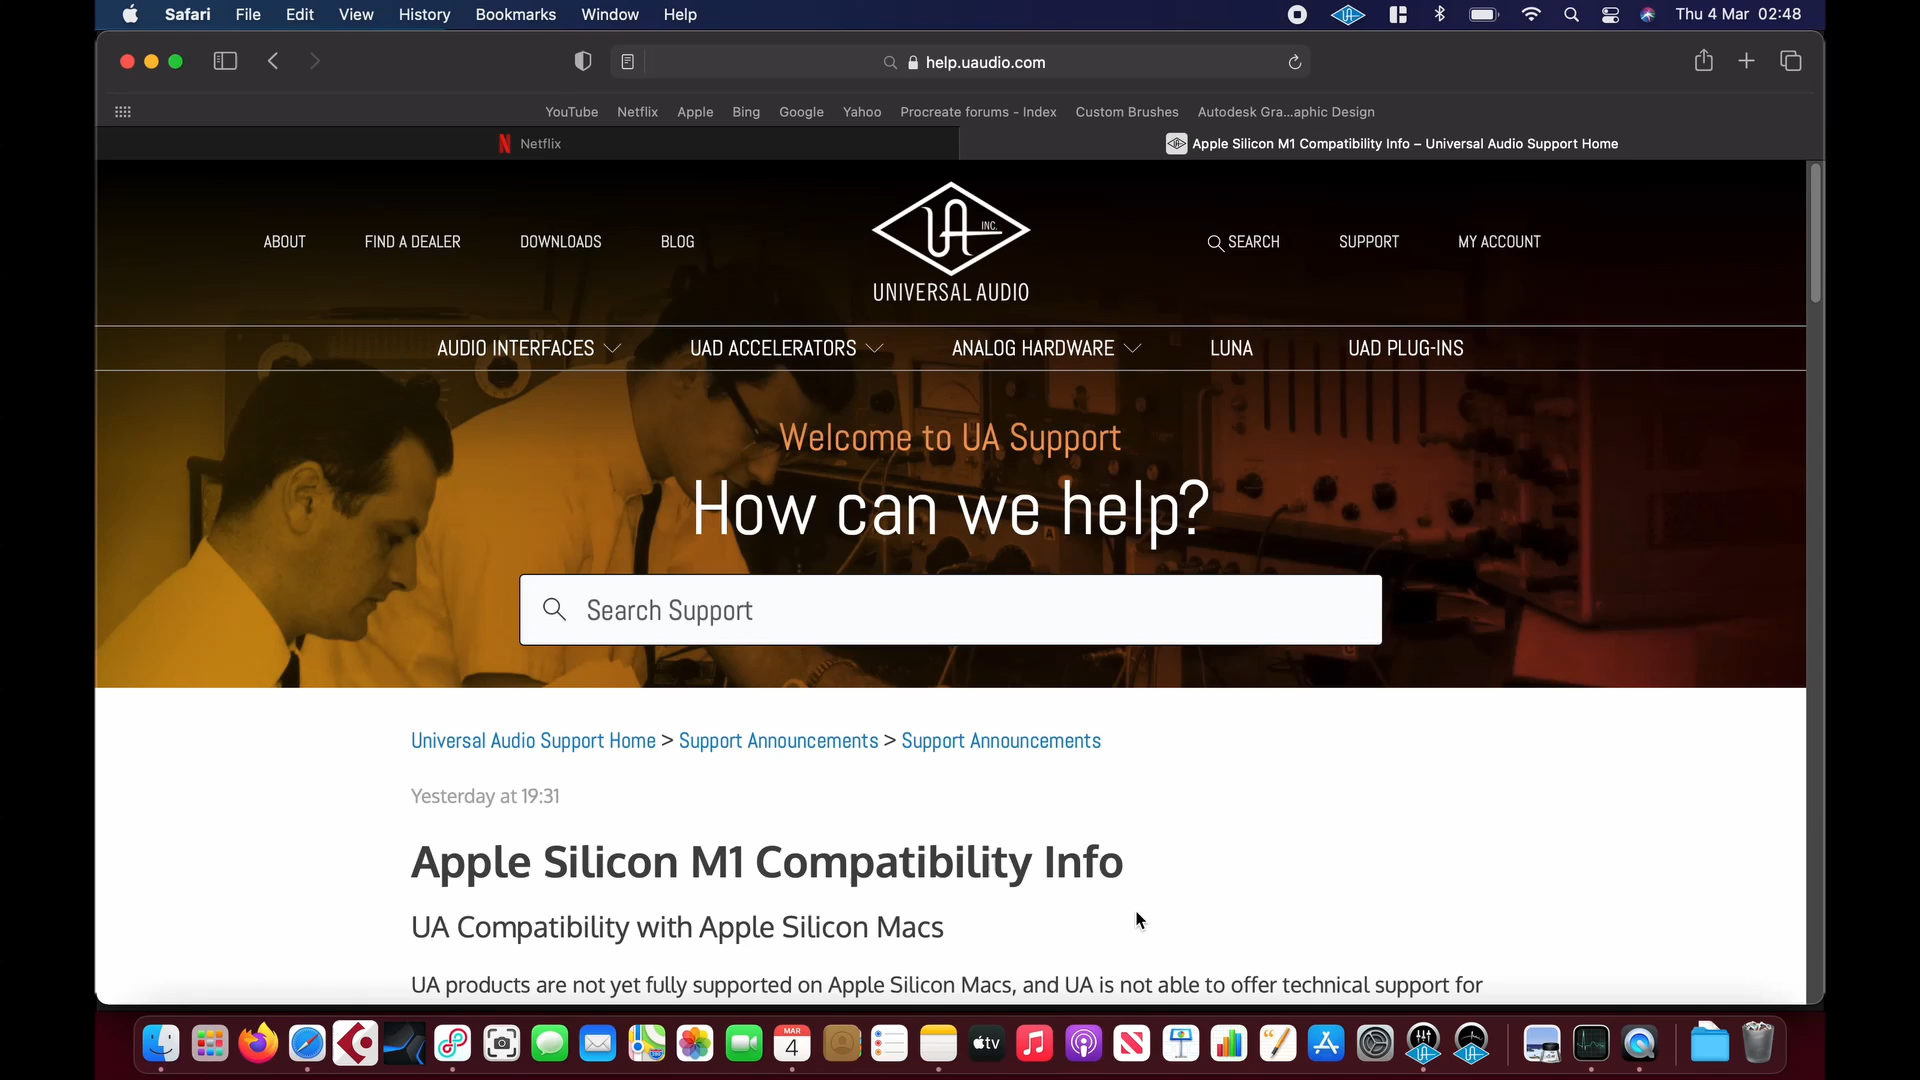 Safari File Edit View History Bookmarks Window Help Thu 4 Mar 02:48
help.uaudio.com
YouTube Netflix Apple Bing Google Yahoo Procreate forums - Index Custom Brushes Autodesk Gra...aphic Design
Netflix
Apple Silicon M1 Compatibility Info – Universal Audio Support Home
ABOUT FIND A DEALER DOWNLOADS BLOG
UA INC.
UNIVERSAL AUDIO
SEARCH SUPPORT MY ACCOUNT
AUDIO INTERFACES UAD ACCELERATORS ANALOG HARDWARE LUNA UAD PLUG-INS
Welcome to UA Support
How can we help?
Search Support
Universal Audio Support Home > Support Announcements > Support Announcements
Yesterday at 19:31
Apple Silicon M1 Compatibility Info
UA Compatibility with Apple Silicon Macs
UA products are not yet fully supported on Apple Silicon Macs, and UA is not able to offer technical support for
MAR
4
tv